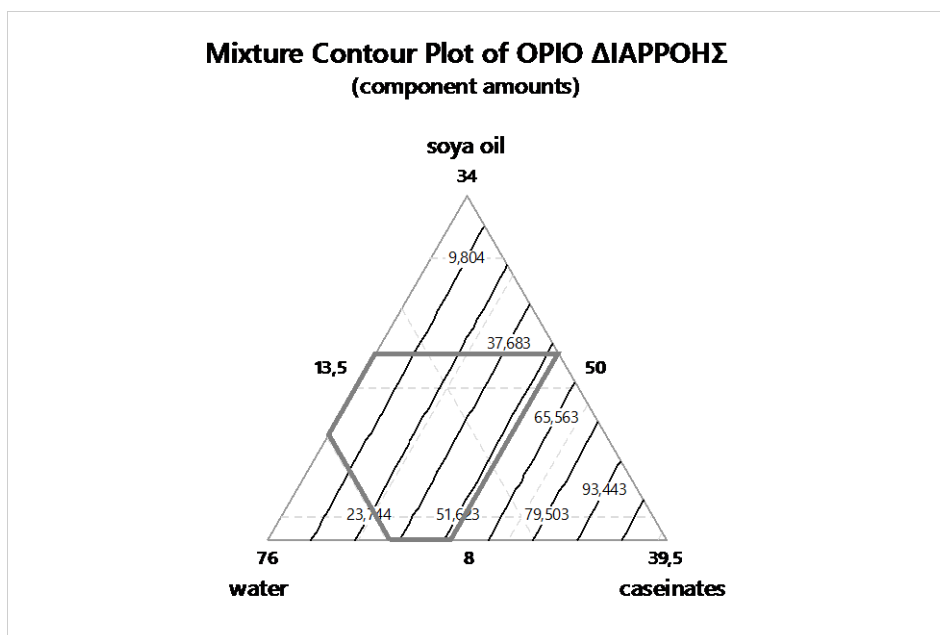 Mixture Contour Plot of ΟΡΙΟ ΔΙΑΡΡΟΗΣ
(component amounts)
soya oil
34
9,804
37,683
13,5
50
65,563
93,443
23,744
51,623
79,503
76
8
39,5
water
caseinates